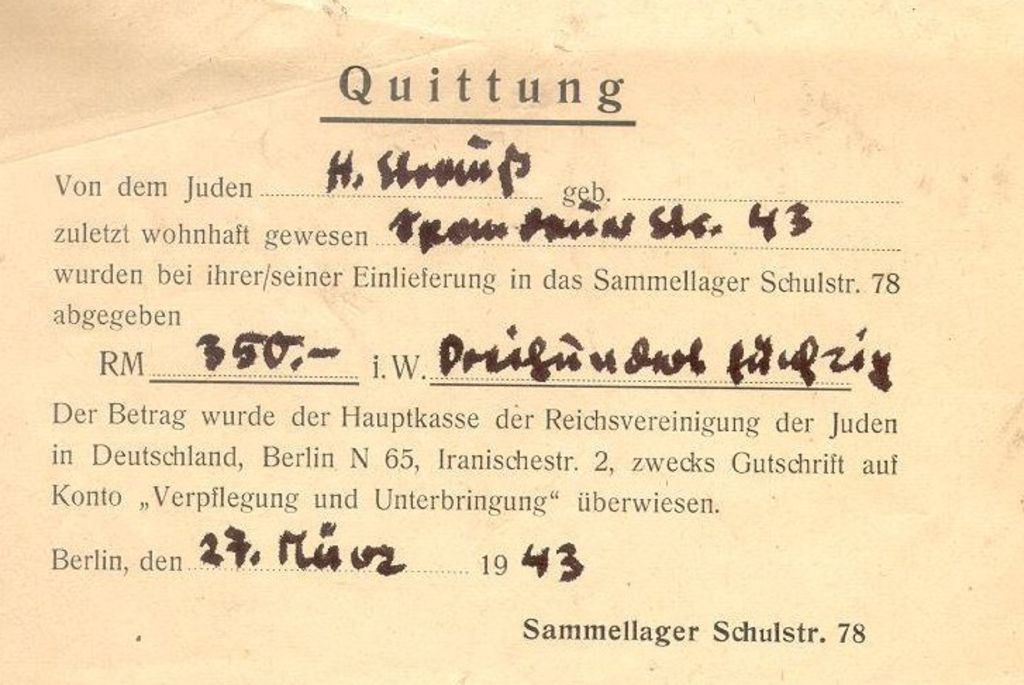 Quittung
Von dem Juden H. Strauß geb.
zuletzt wohnhaft gewesen Spandauer Str. 43
wurden bei ihrer/seiner Einlieferung in das Sammellager Schulstr. 78
abgegeben
RM 350.- i. W. Dreihundert fünfzig
Der Betrag wurde der Hauptkasse der Reichsvereinigung der Juden
in Deutschland, Berlin N 65, Iranischestr. 2, zwecks Gutschrift auf
Konto „Verpflegung und Unterbringung“ überwiesen.
Berlin, den 27. März 19 43
Sammellager Schulstr. 78